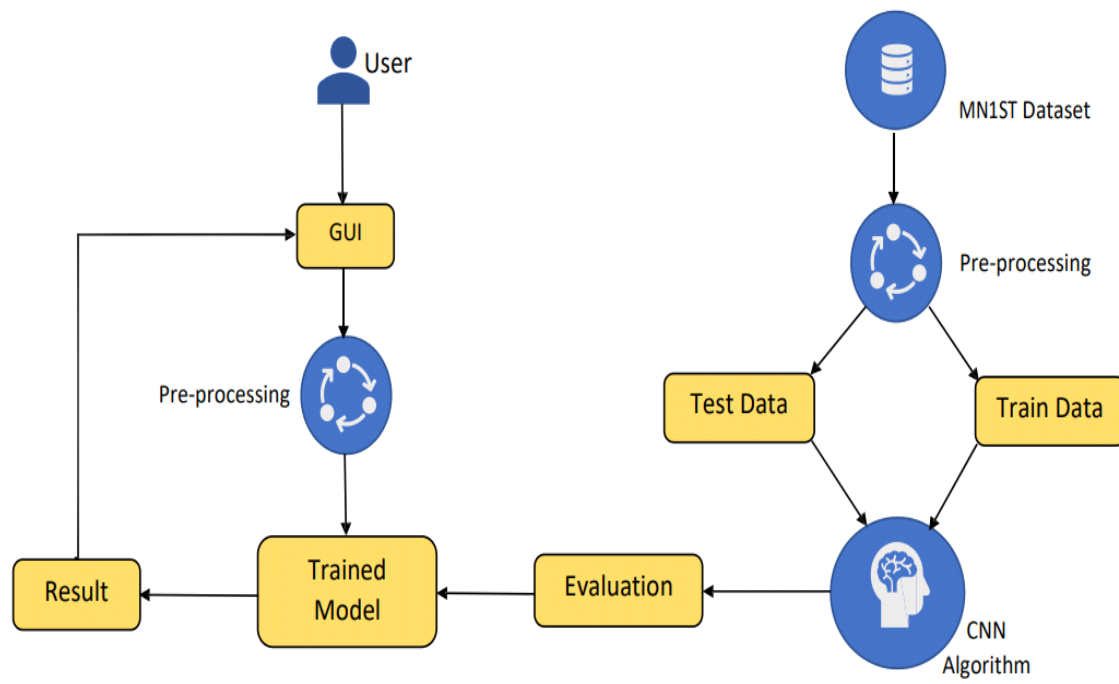 User
MN1ST Dataset
GUI
Pre-processing
Pre-processing
Test Data
Train Data
Result
Trained
Model
Evaluation
CNN
Algorithm